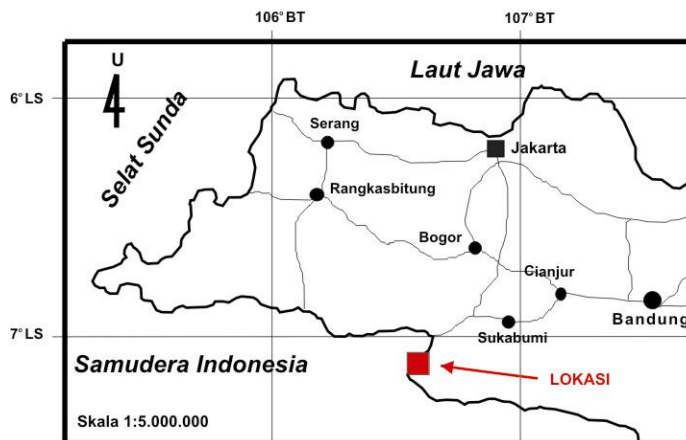 106° BT
107° BT
U
Laut Jawa
6° LS
Selat Sunda
Serang
Jakarta
Rangkasbitung
Bogor
Cianjur
Bandung
7° LS
Sukabumi
Samudera Indonesia
LOKASI
Skala 1:5.000.000